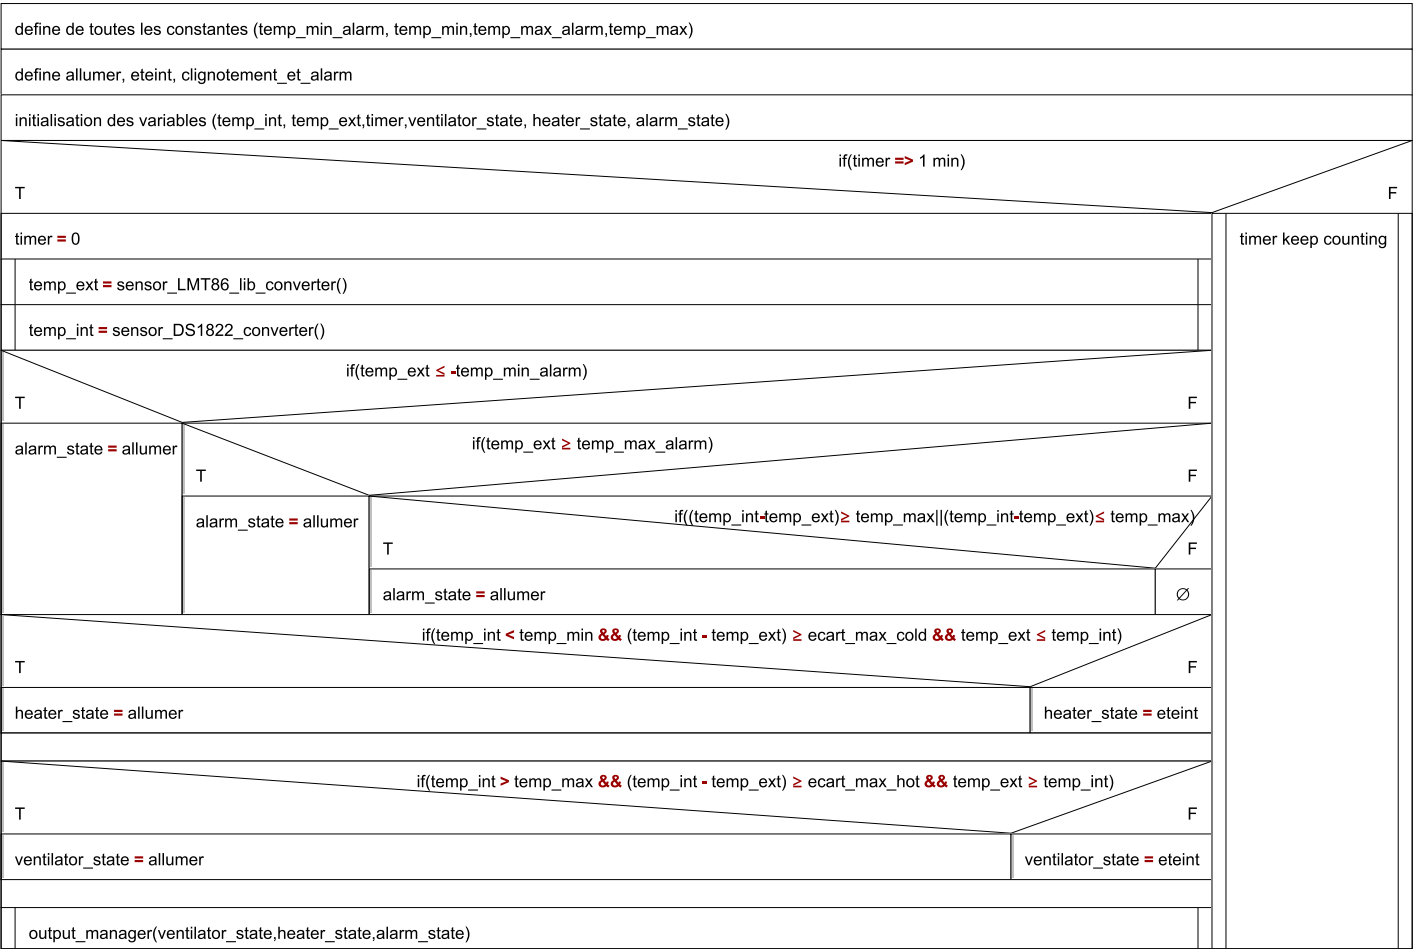 define de toutes les constantes (temp_min_alarm, temp_min,temp_max_alarm,temp_max)
define allumer, eteint, clignotement_et_alarm
initialisation des variables (temp_int, temp_ext,timer,ventilator_state, heater_state, alarm_state)
if(timer => 1 min)
T
F
timer = 0
timer keep counting
temp_ext = sensor_LMT86_lib_converter()
temp_int = sensor_DS1822_converter()
if(temp_ext ≤ -temp_min_alarm)
T
F
alarm_state = allumer
if(temp_ext ≥ temp_max_alarm)
T
F
alarm_state = allumer
if((temp_int-temp_ext)≥ temp_max||(temp_int-temp_ext)≤ temp_max)
T
F
alarm_state = allumer
∅
if(temp_int < temp_min && (temp_int - temp_ext) ≥ ecart_max_cold && temp_ext ≤ temp_int)
T
F
heater_state = allumer
heater_state = eteint
if(temp_int > temp_max && (temp_int - temp_ext) ≥ ecart_max_hot && temp_ext ≥ temp_int)
T
F
ventilator_state = allumer
ventilator_state = eteint
output_manager(ventilator_state,heater_state,alarm_state)